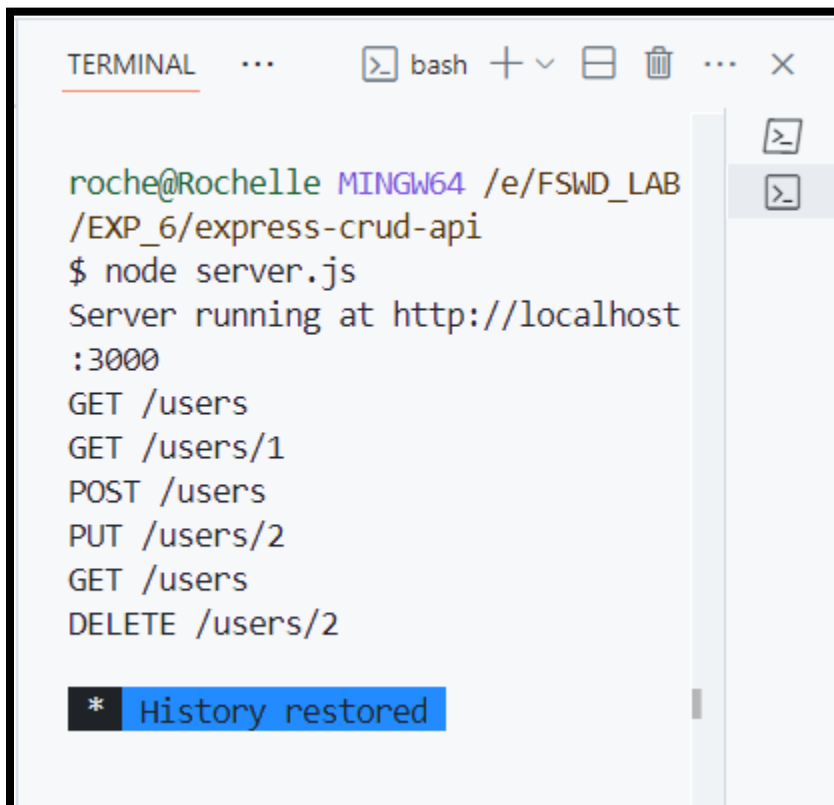 TERMINAL ... bash
roche@Rochelle MINGW64 /e/FSWD_LAB
/EXP_6/express-crud-api
$ node server.js
Server running at http://localhost
:3000
GET /users
GET /users/1
POST /users
PUT /users/2
GET /users
DELETE /users/2
* History restored